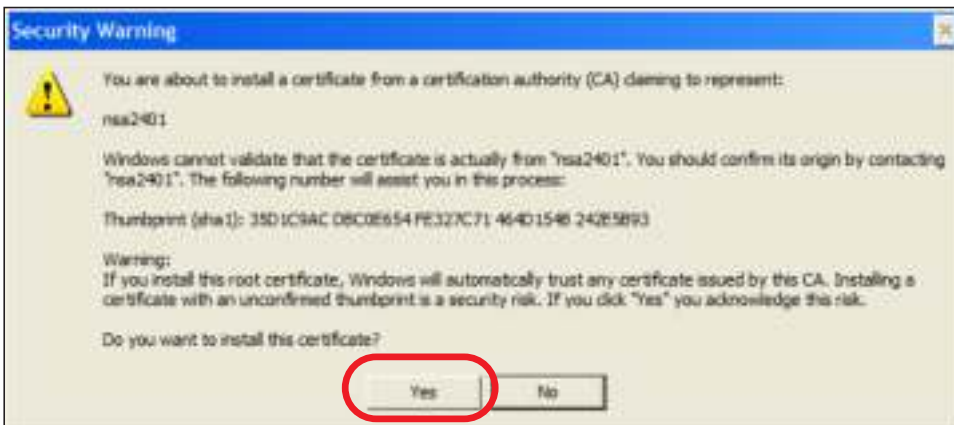 Security Warning
You are about to install a certificate from a certification authority (CA) claiming to represent:
nsa2401
Windows cannot validate that the certificate is actually from "nsa2401". You should confirm its origin by contacting
"nsa2401". The following number will assist you in this process:
Thumbprint (sha1): 35D1C9AC DBC0E654 FE327C71 464D154B 242E5B93
Warning:
If you install this root certificate, Windows will automatically trust any certificate issued by this CA. Installing a
certificate with an unconfirmed thumbprint is a security risk. If you click "Yes" you acknowledge this risk.
Do you want to install this certificate?
Yes No